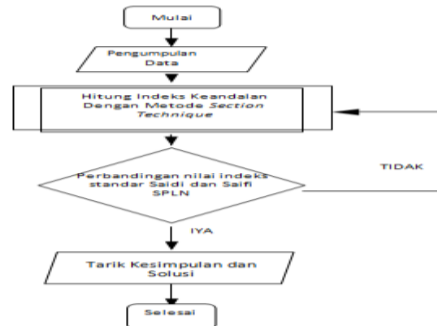 Mulai
Pengumpulan
Data
Hitung Indeks Keandalan
Dengan Metode Section
Technique
Perbandingan nilai indeks
standar Saidi dan Saifi
SPLN
TIDAK
IYA
Tarik Kesimpulan dan
Solusi
Selesai